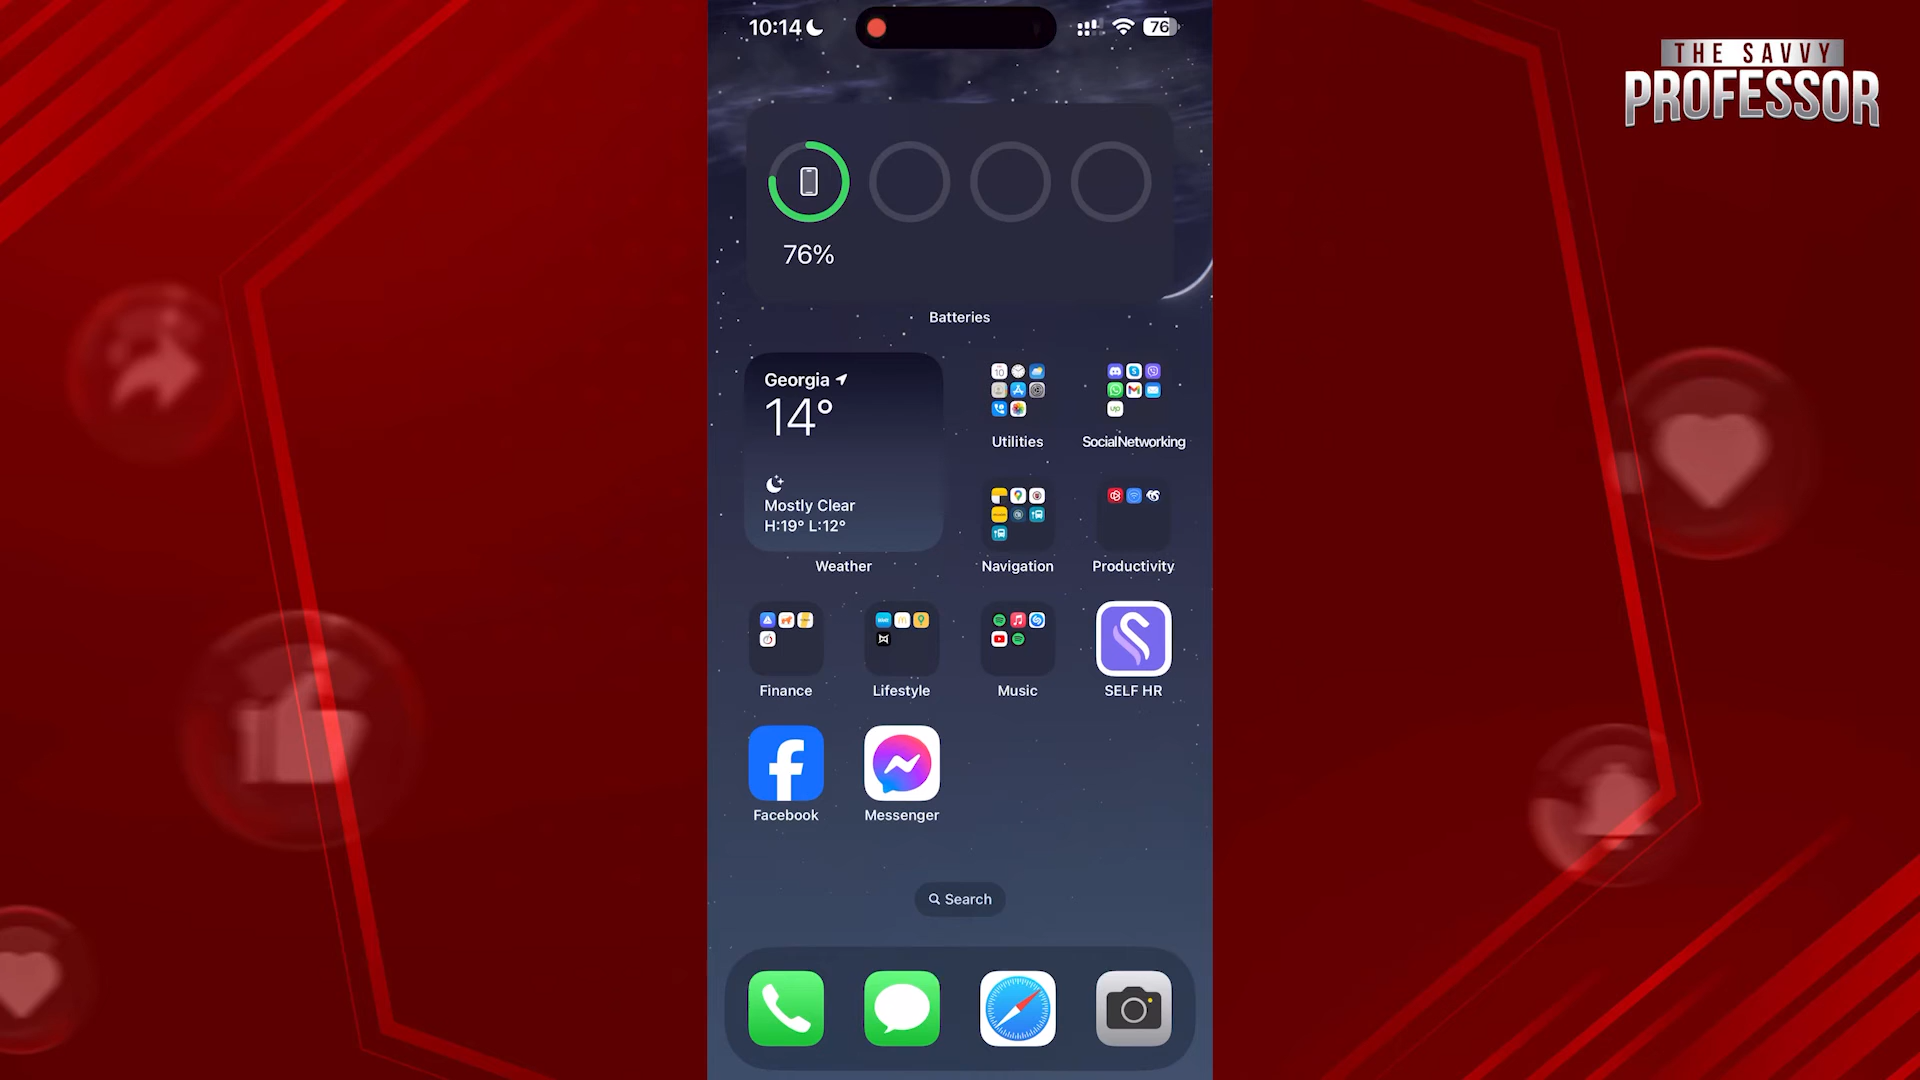 10:14
76
THE SAVVY
PROFESSOR
76%
Batteries
Georgia
14°
Mostly Clear
H:19° L:12°
Weather
Utilities
SocialNetworking
Navigation
Productivity
Finance
Lifestyle
Music
SELF HR
Facebook
Messenger
Search